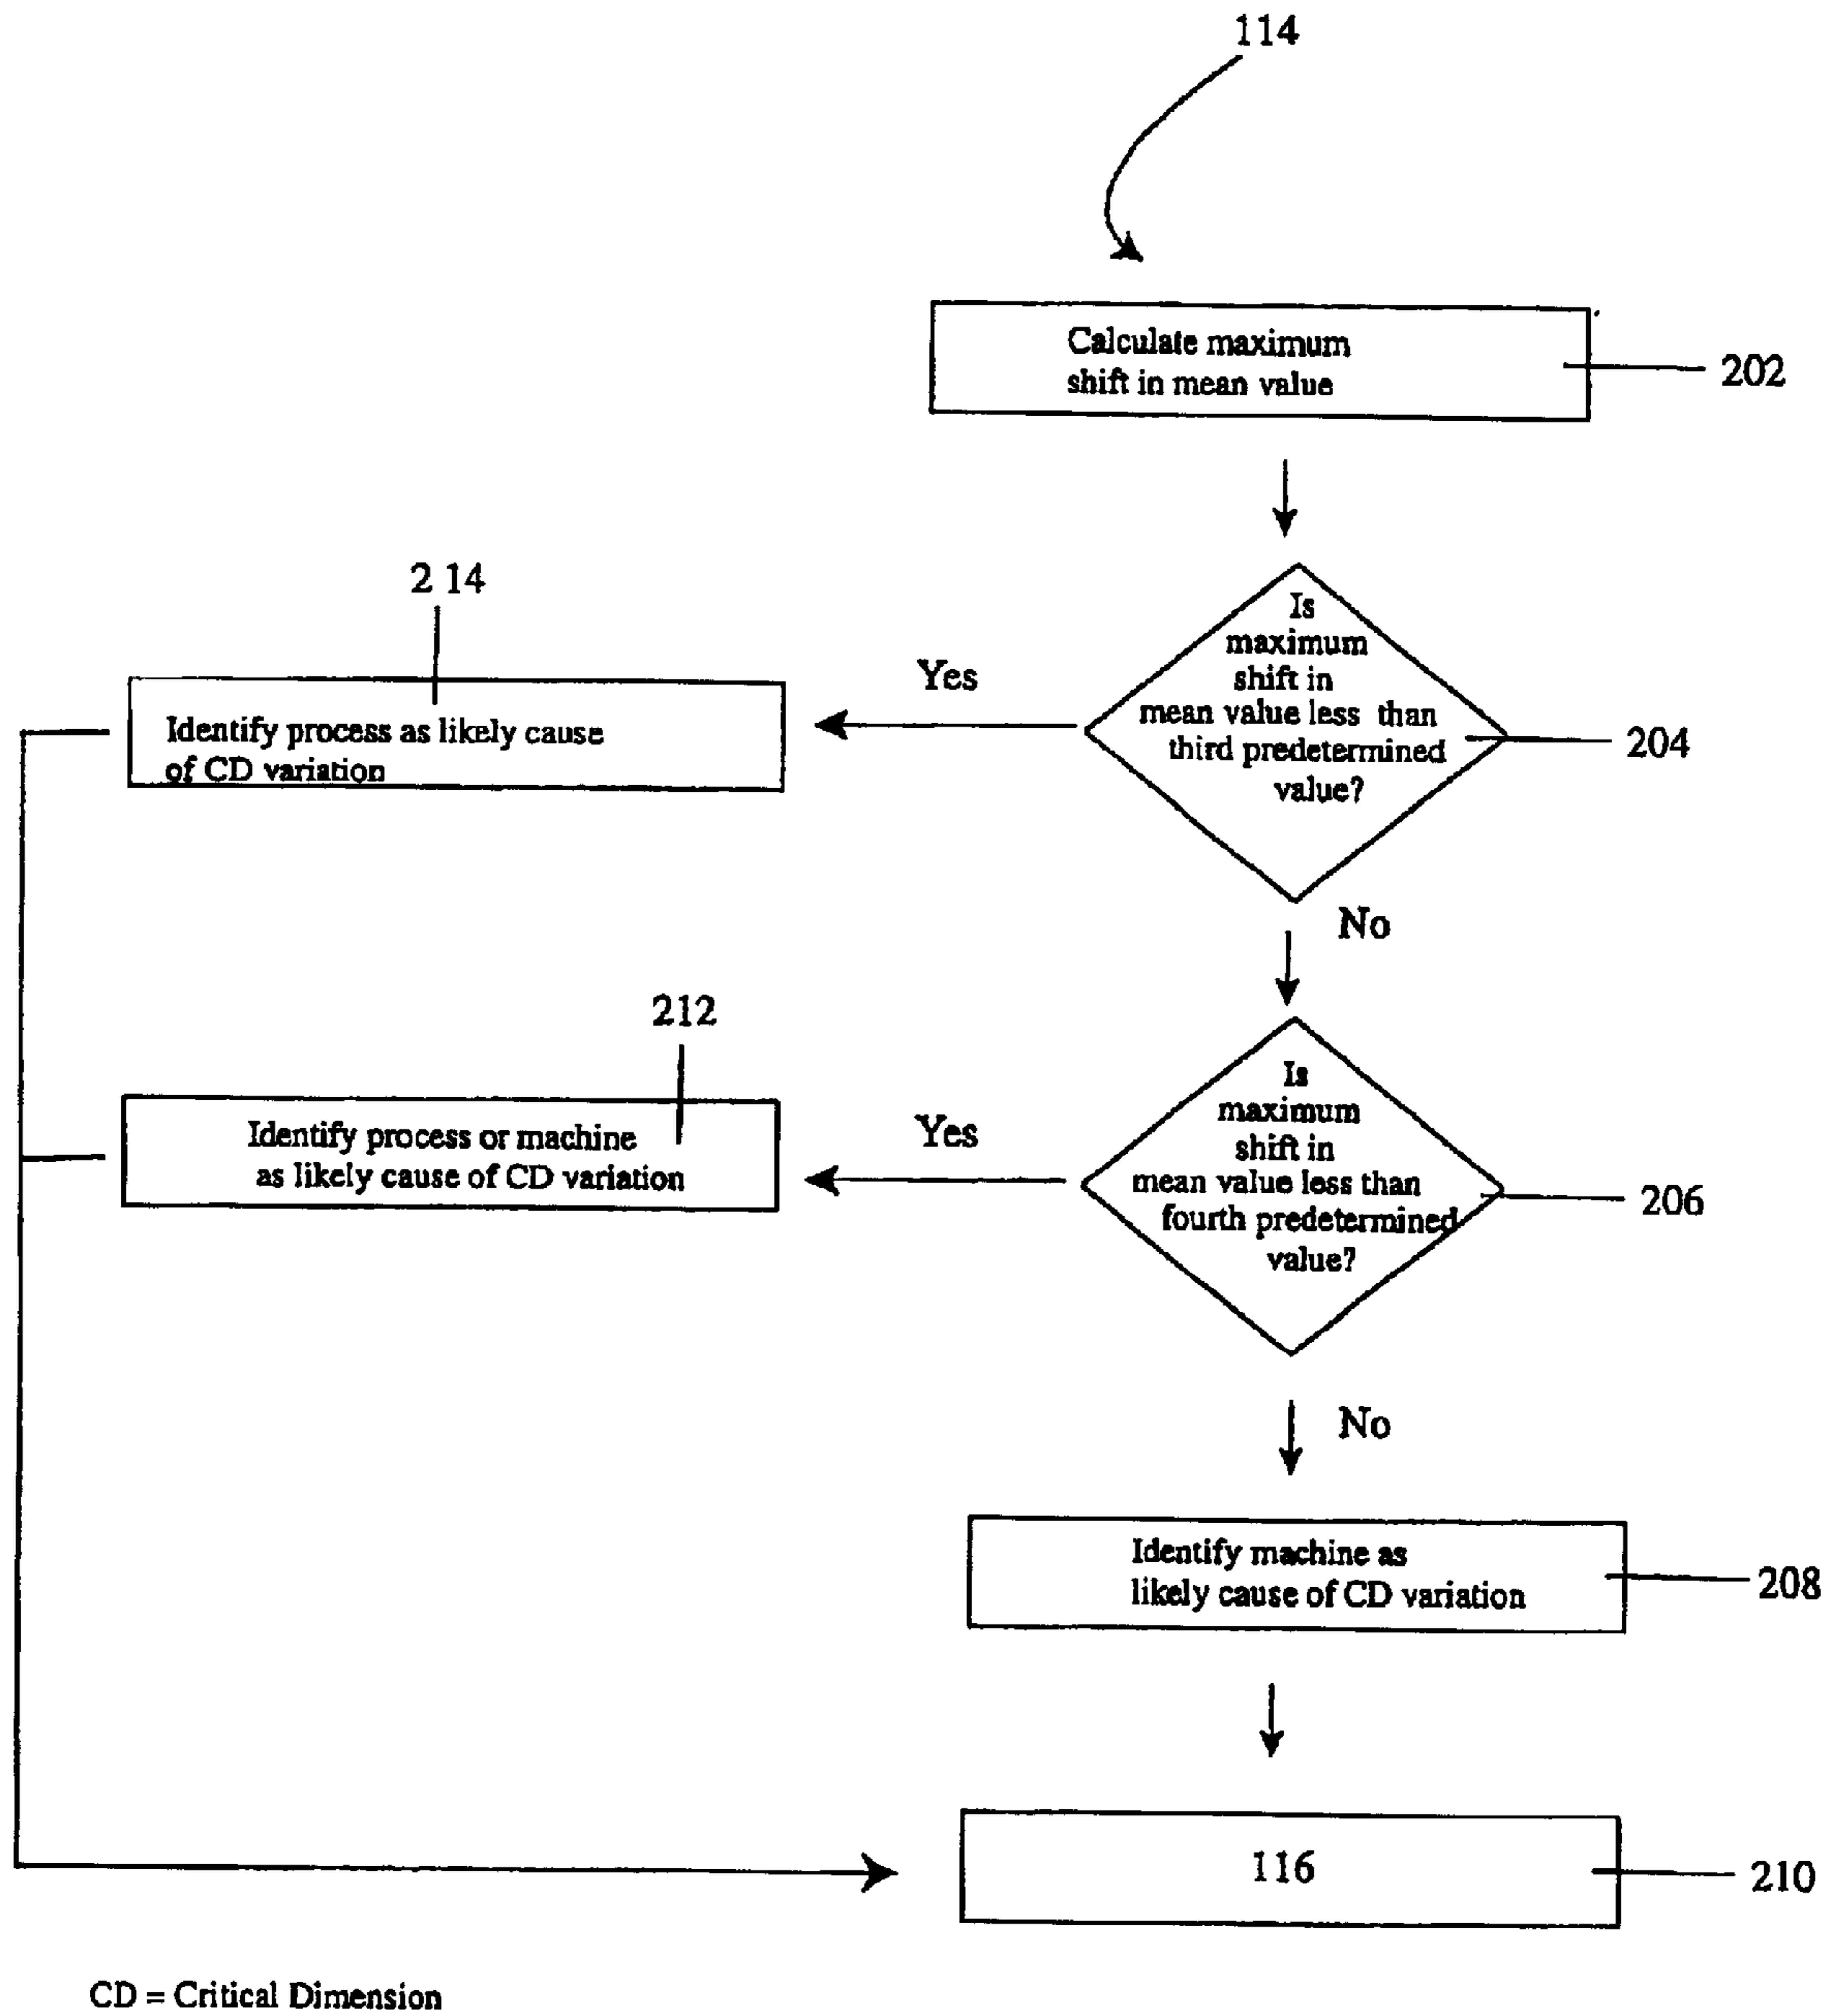 114
Calculate maximum
shift in mean value
202
2 14
Is
maximum
shift in
mean value less than
third predetermined
value?
204
Yes
Identify process as likely cause
of CD variation
No
212
Is
maximum
shift in
mean value less than
fourth predetermined
value?
206
Yes
Identify process or machine
as likely cause of CD variation
No
Identify machine as
likely cause of CD variation
208
116
210
CD = Critical Dimension